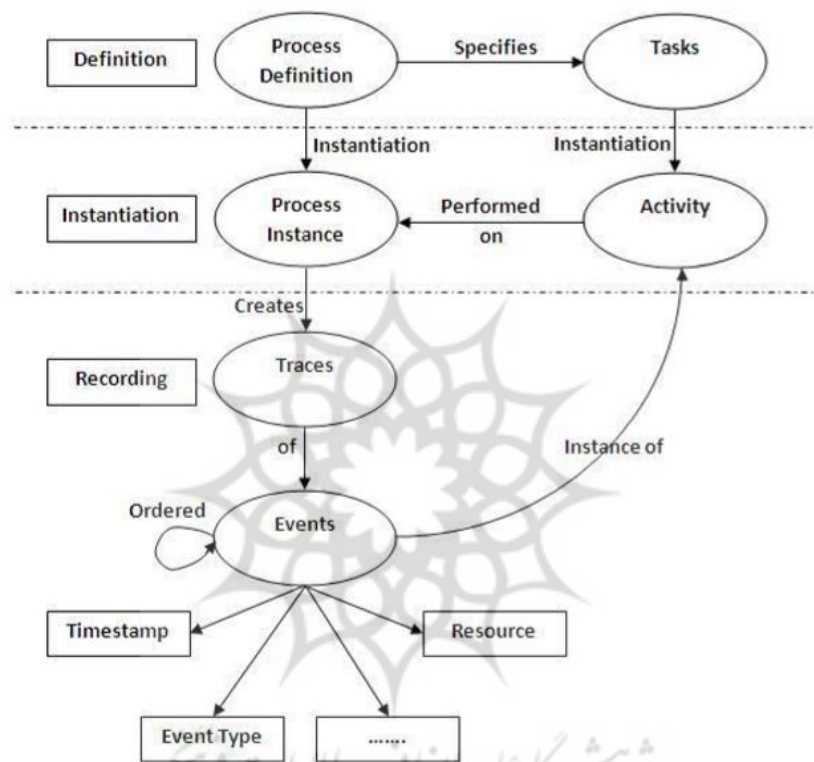 Definition
Process
Definition
Specifies
Tasks
Instantiation
Instantiation
Instantiation
Process
Instance
Performed
on
Activity
Creates
Recording
Traces
of
Instance of
Ordered
Events
Timestamp
Resource
Event Type
.......